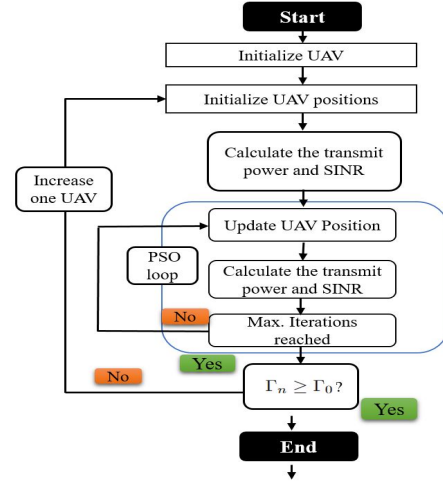 Start
Initialize UAV
Initialize UAV positions
Calculate the transmit
power and SINR
Increase
one UAV
Update UAV Position
PSO
loop
Calculate the transmit
power and SINR
No
Max. Iterations
reached
Yes
No
Γₙ ≥ Γ₀?
Yes
End